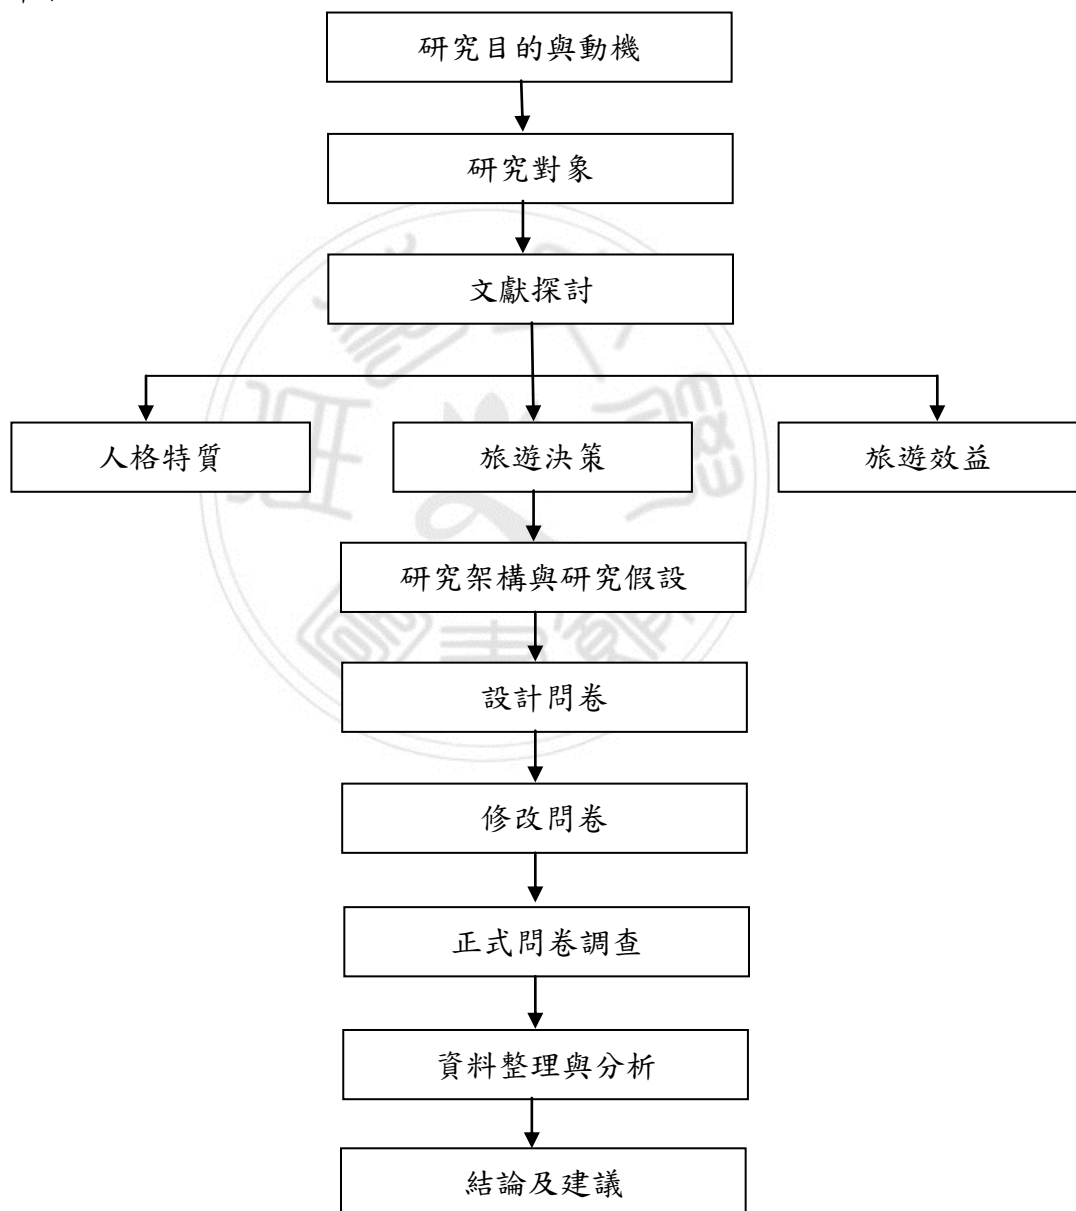 研究目的與動機
研究對象
文獻探討
人格特質
旅遊決策
旅遊效益
研究架構與研究假設
設計問卷
修改問卷
正式問卷調查
資料整理與分析
結論及建議